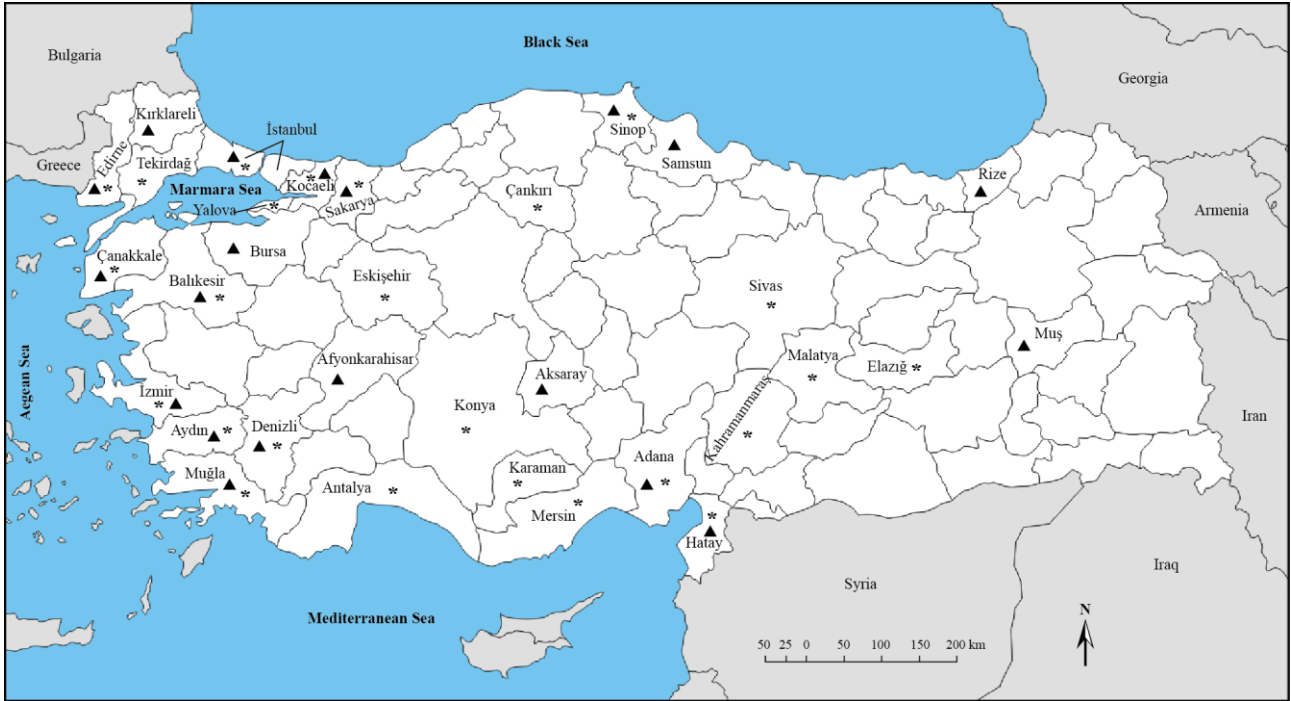 Black Sea
Bulgaria
Georgia
Kırklareli
İstanbul
Sinop
Samsun
Edirne
Greece
Tekirdağ
Rize
Marmara Sea
Kocaeli
Çankırı
Sakarya
Yalova
Armenia
Çanakkale
Bursa
Balıkesir
Eskişehir
Sivas
Aegean Sea
Muş
Afyonkarahisar
Malatya
Elazığ
Aksaray
İzmir
Konya
Kahramanmaraş
Iran
Aydın
Denizli
Adana
Muğla
Karaman
Antalya
Mersin
Hatay
Syria
Iraq
Mediterranean Sea
N
50 25 0 50 100 200 km